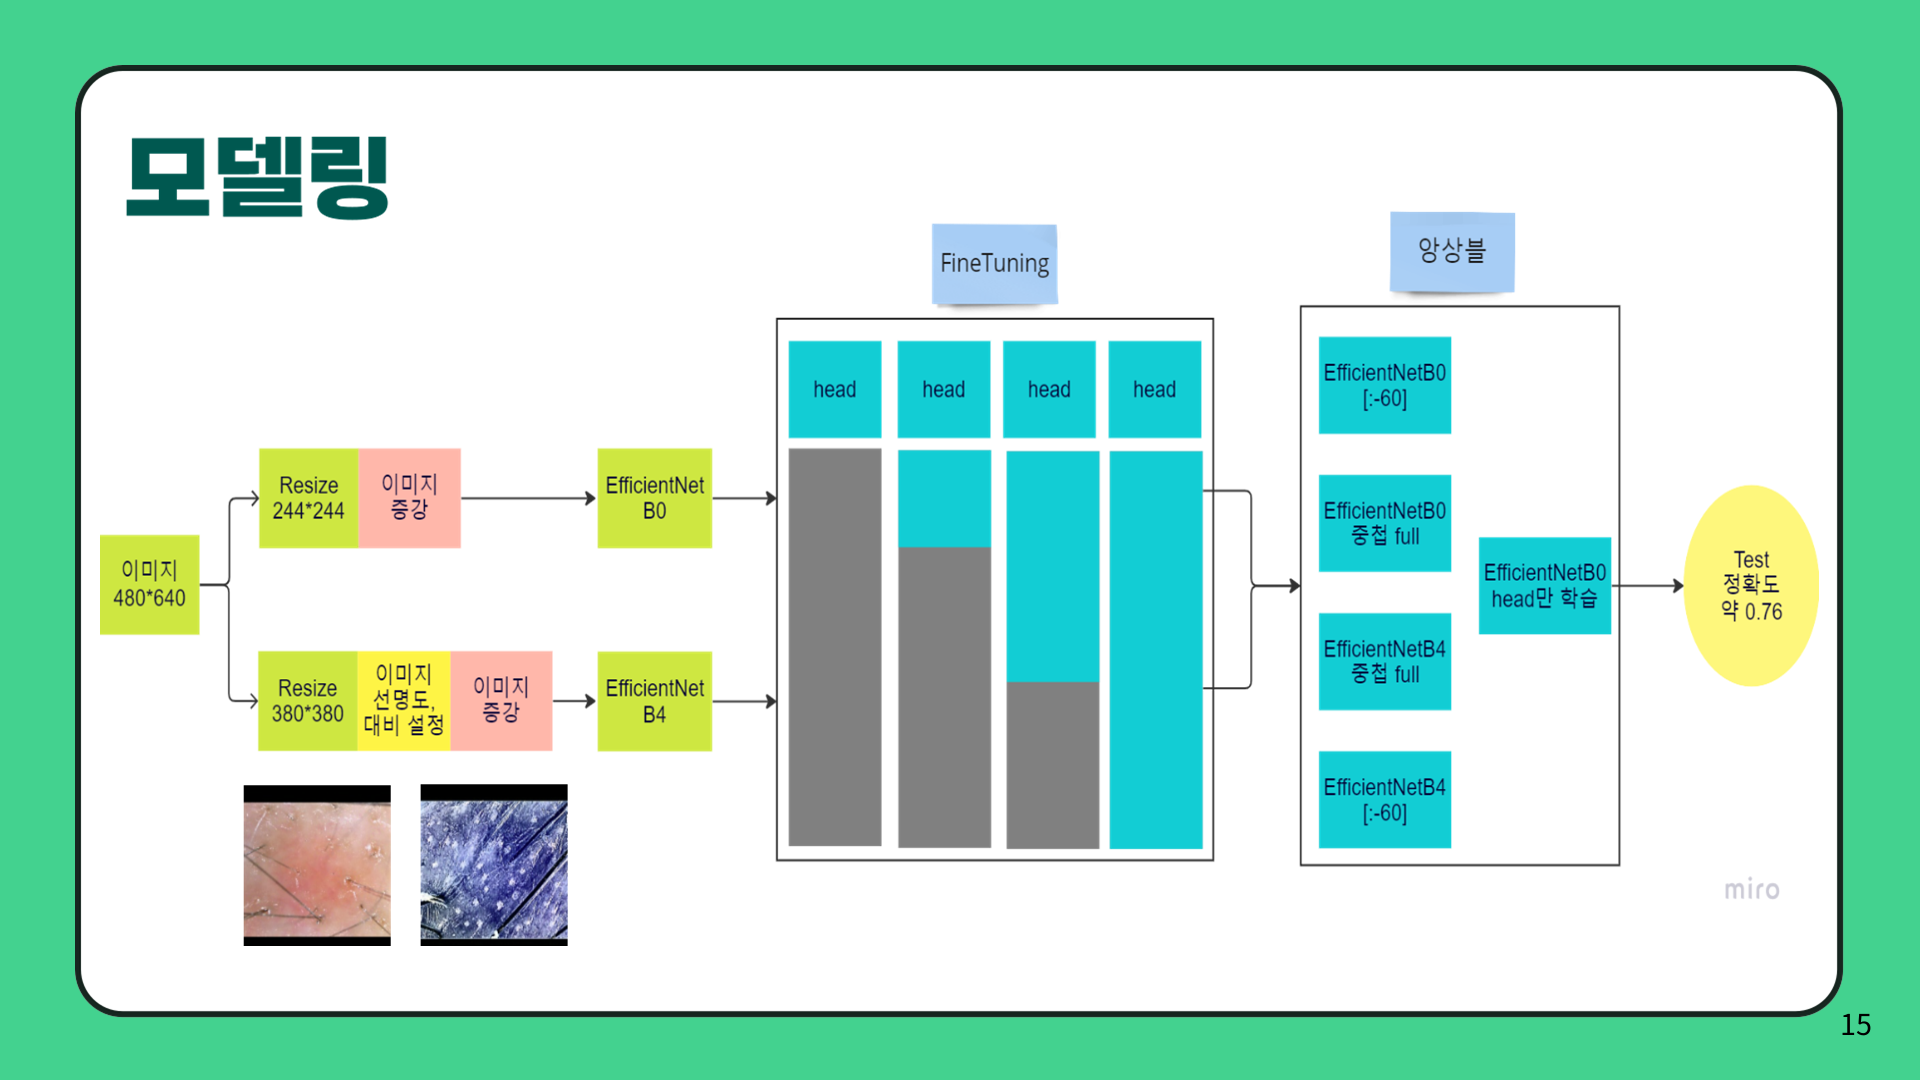 모델링
FineTuning
앙상블
이미지
480*640
Resize
244*244
이미지
증강
EfficientNet
B0
Resize
380*380
이미지
선명도,
대비 설정
이미지
증강
EfficientNet
B4
head
head
head
head
EfficientNetB0
[:-60]
EfficientNetB0
중첩 full
EfficientNetB4
중첩 full
EfficientNetB4
[:-60]
EfficientNetB0
head만 학습
Test
정확도
약 0.76
miro
15